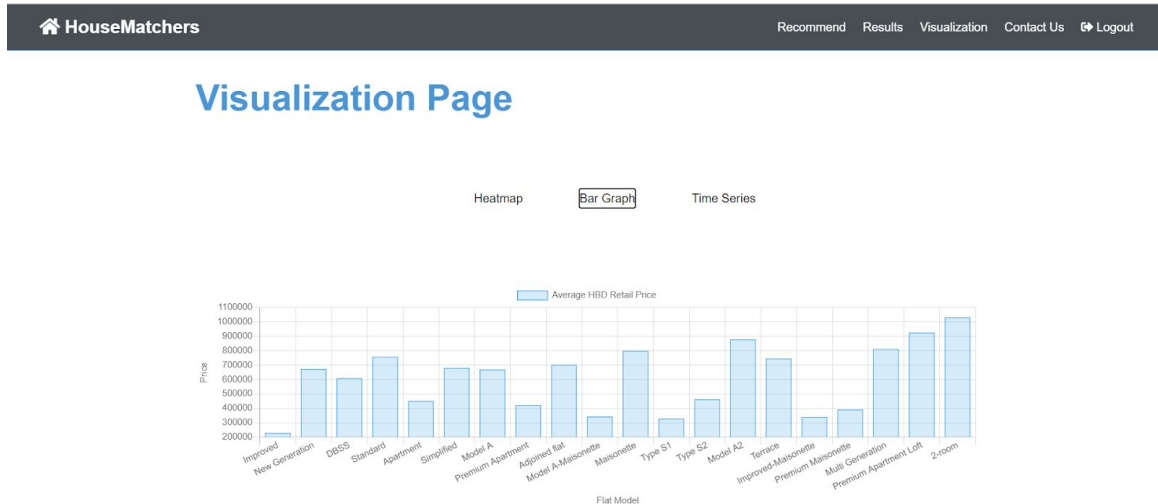 HouseMatchers Recommend Results Visualization Contact Us Logout
Visualization Page
Heatmap Bar Graph Time Series
Average HBD Retail Price
1100000
1000000
900000
800000
700000
600000
500000
400000
300000
200000
Price
Improved
New Generation
DBSS
Standard
Apartment
Simplified
Model A
Premium Apartment
Adjoined flat
Model A-Maisonette
Maisonette
Type S1
Type S2
Model A2
Terrace
Improved-Maisonette
Premium Maisonette
Multi Generation
Premium Apartment Loft
2-room
Flat Model